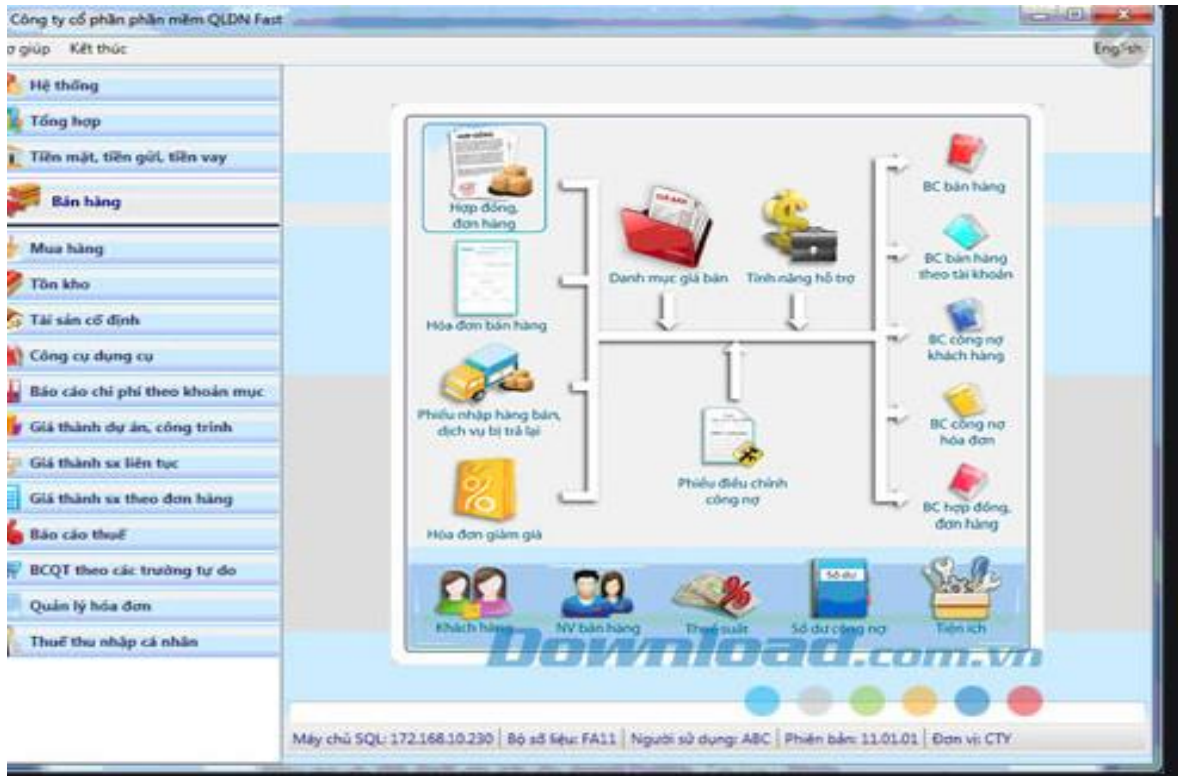 Công ty cổ phần phần mềm QLDN Fast
ợ giúp Kết thúc
English
Hệ thống
Tổng hợp
Tiền mặt, tiền gửi, tiền vay
Bán hàng
Mua hàng
Tồn kho
Tài sản cố định
Công cụ dụng cụ
Báo cáo chi phí theo khoản mục
Giá thành dự án, công trình
Giá thành sx liên tục
Giá thành sx theo đơn hàng
Báo cáo thuế
BCQT theo các trường tự do
Quản lý hóa đơn
Thuế thu nhập cá nhân
HỢP ĐỒNG
Hợp đồng,
đơn hàng
Hóa đơn bán hàng
Phiếu nhập hàng bán,
dịch vụ bị trả lại
Hóa đơn giảm giá
GIÁ BÁN
Danh mục giá bán
Tính năng hỗ trợ
Phiếu điều chỉnh
công nợ
BC bán hàng
BC bán hàng
theo tài khoản
BC công nợ
khách hàng
BC công nợ
hóa đơn
BC hợp đồng,
đơn hàng
Số dư
Khách hàng
NV bán hàng
Thuế suất
Số dư công nợ
Tiện ích
Download.com.vn
Máy chủ SQL: 172.168.10.230 Bộ số liệu: FA11 Người sử dụng: ABC Phiên bản: 11.01.01 Đơn vị: CTY